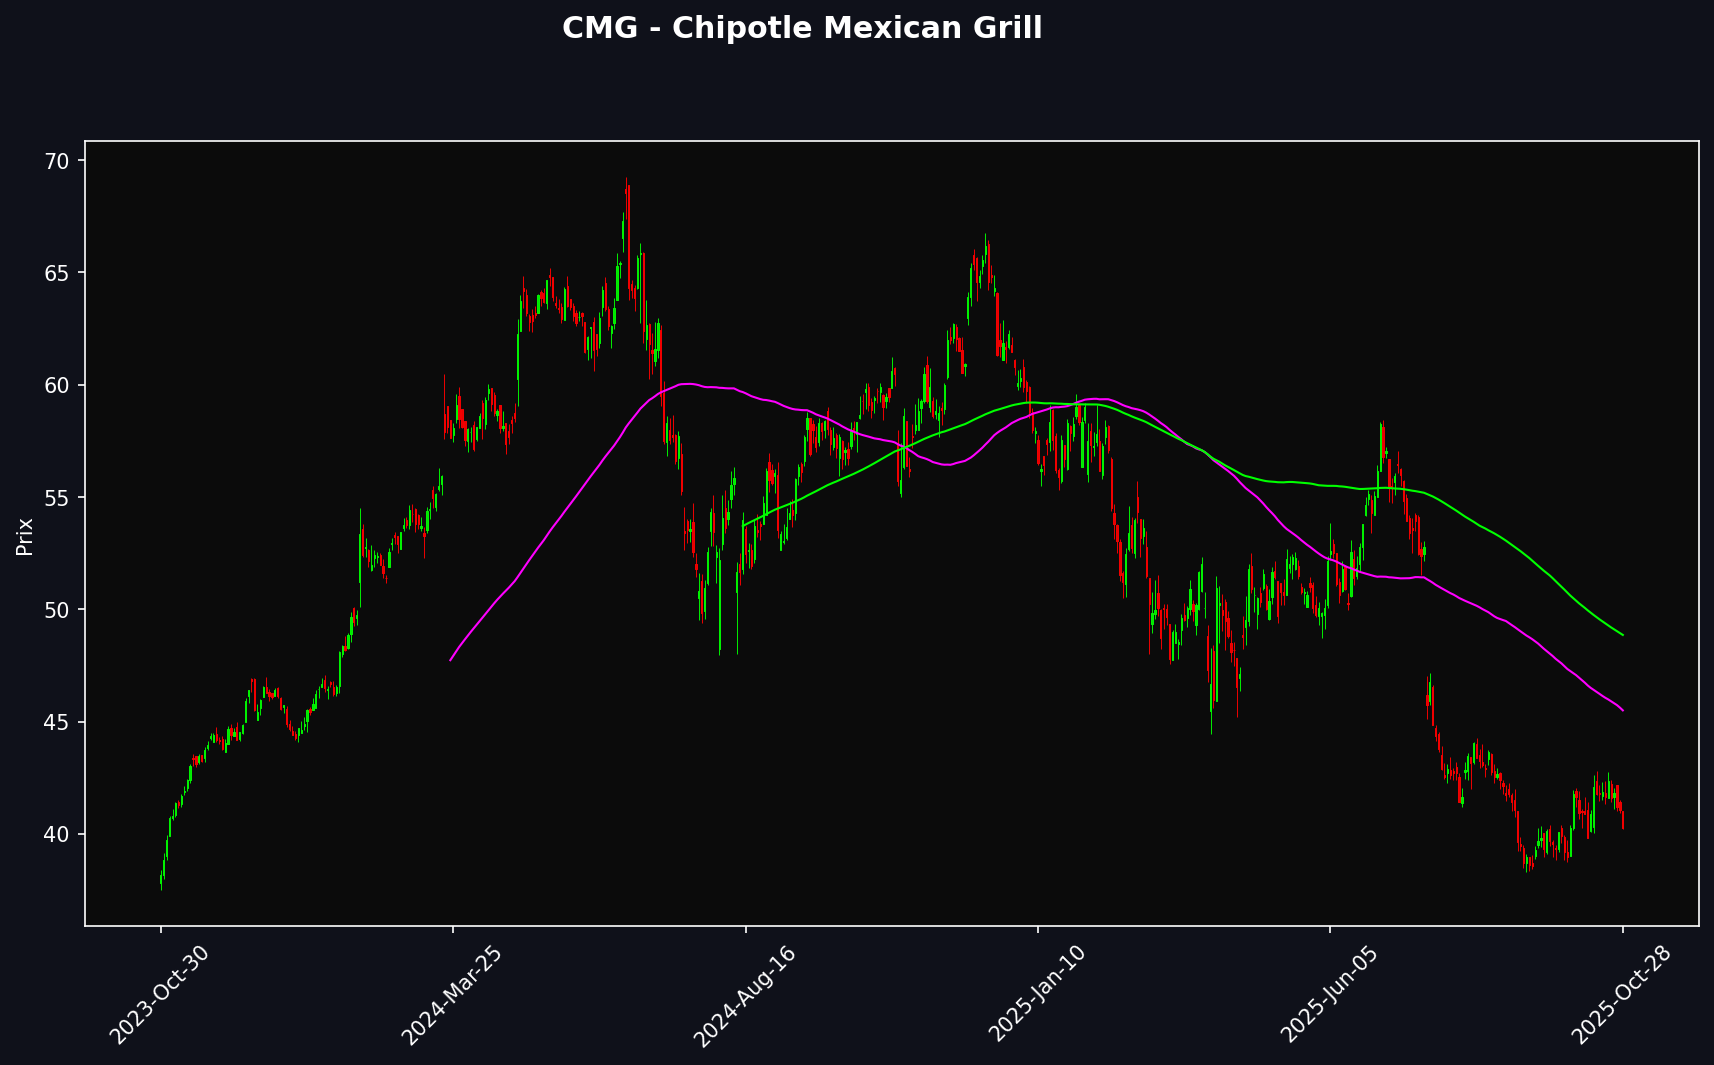 CMG - Chipotle Mexican Grill
Prix
70
65
60
55
50
45
40
2023-Oct-30
2024-Mar-25
2024-Aug-16
2025-Jan-10
2025-Jun-05
2025-Oct-28